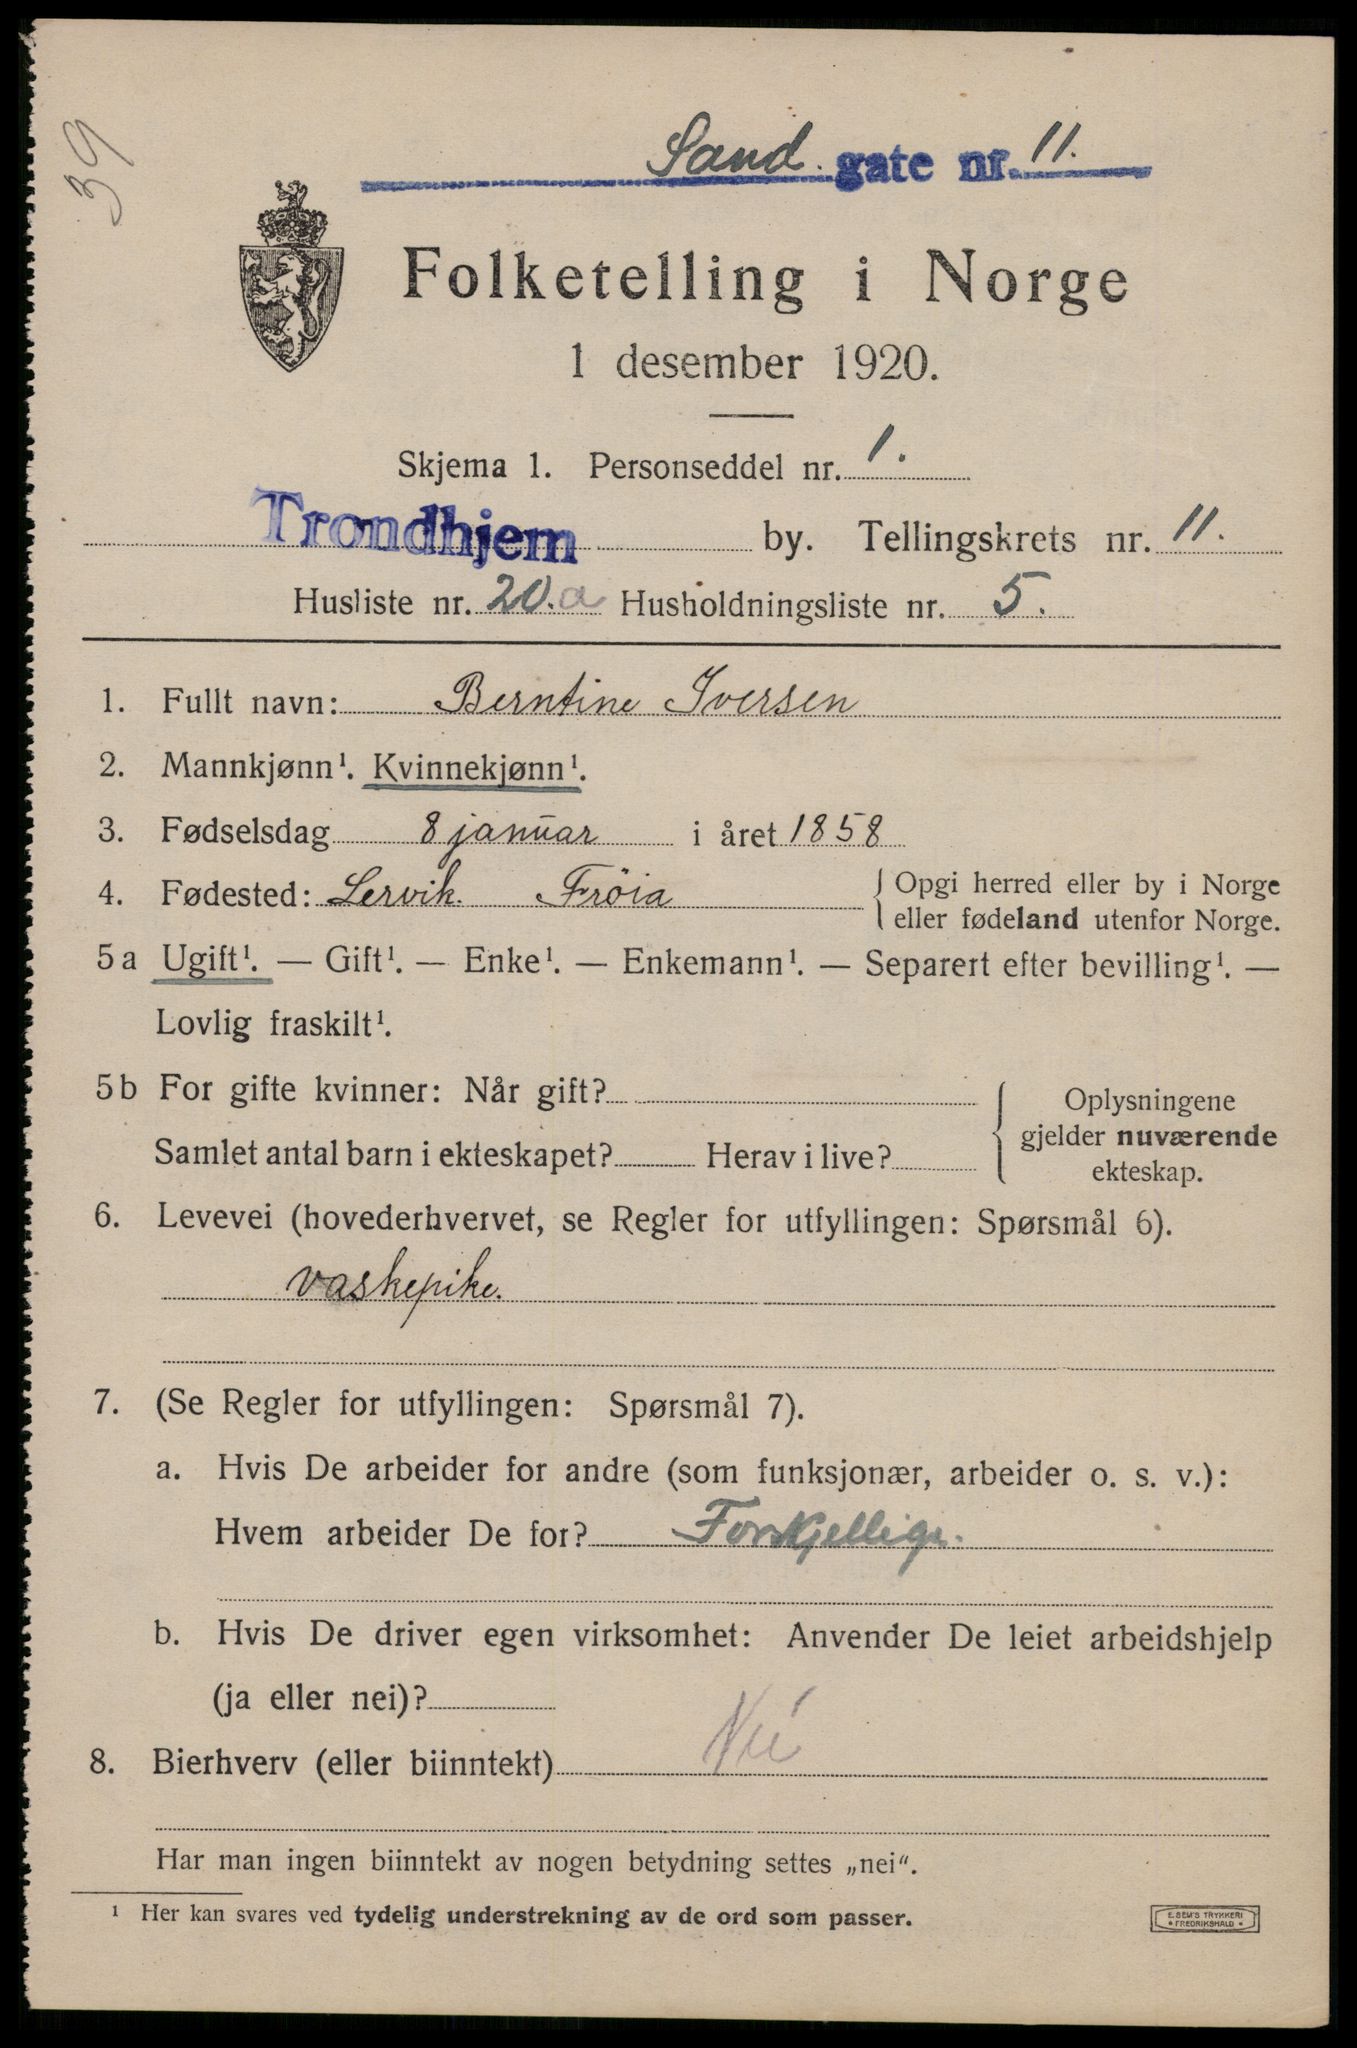 39
Sand. gate nr. 11.
Folketelling i Norge
1 desember 1920.
Skjema 1. Personseddel nr. 1.
Trondhjem by. Tellingskrets nr. 11.
Husliste nr. 20.a Husholdningsliste nr. 5.
1. Fullt navn: Berntine Iversen
2. Mannkjønn¹. Kvinnekjønn¹.
3. Fødselsdag 8 januar i året 1858
4. Fødested: Lervik. Fröia { Opgi herred eller by i Norge
eller fødeland utenfor Norge.
5 a Ugift¹. — Gift¹. — Enke¹. — Enkemann¹. — Separert efter bevilling¹. —
Lovlig fraskilt¹.
5 b For gifte kvinner: Når gift? { Oplysningene
gjelder nuværende
Samlet antal barn i ekteskapet? Herav i live?
ekteskap.
6. Levevei (hovederhvervet, se Regler for utfyllingen: Spørsmål 6).
vaskepike.
7. (Se Regler for utfyllingen: Spørsmål 7).
a. Hvis De arbeider for andre (som funksjonær, arbeider o. s. v.):
Hvem arbeider De for? Forskjellige.
b. Hvis De driver egen virksomhet: Anvender De leiet arbeidshjelp
(ja eller nei)?
8. Bierhverv (eller biinntekt) Nei
Har man ingen biinntekt av nogen betydning settes „nei“.
¹ Her kan svares ved tydelig understrekning av de ord som passer.
E. SEM'S TRYKKERI
* FREDRIKSHALD *